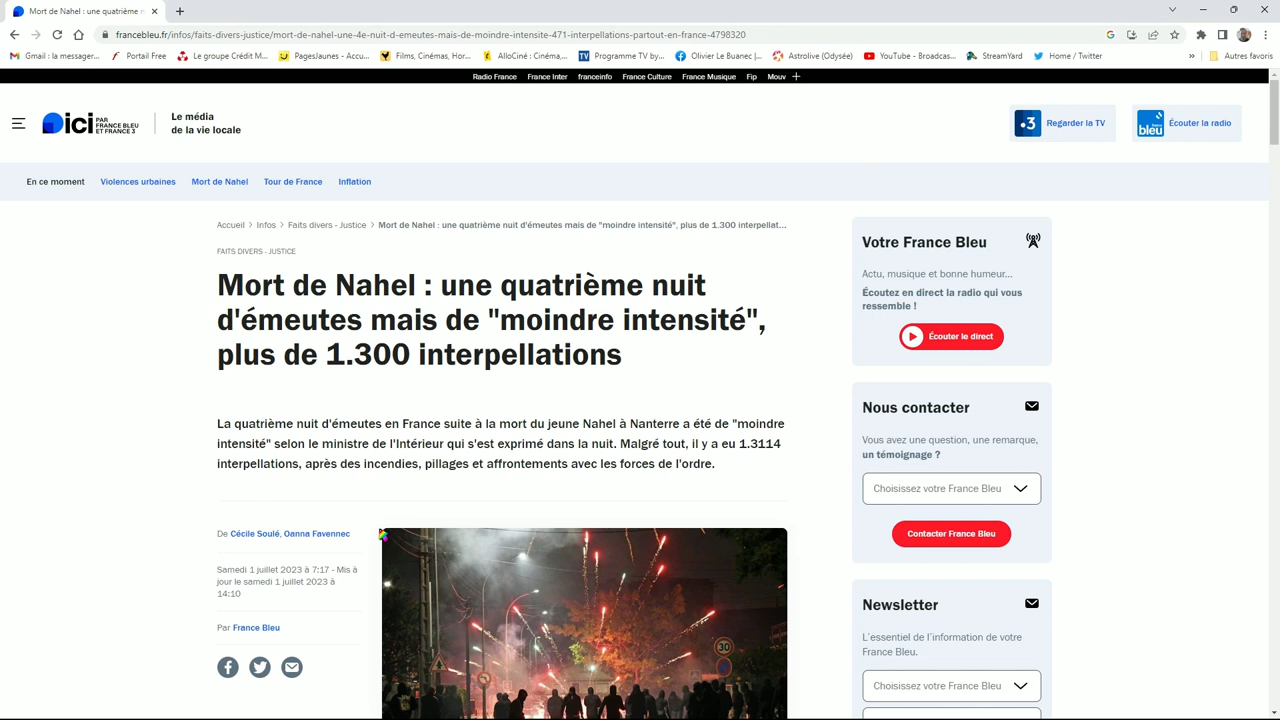 Mort de Nahel : une quatrième n
francebleu.fr/infos/faits-divers-justice/mort-de-nahel-une-4e-nuit-d-emeutes-mais-de-moindre-intensite-471-interpellations-partout-en-france-4798320
Gmail : la messager...
Portail Free
Le groupe Crédit M...
PagesJaunes - Accu...
Films, Cinémas, Hor...
AlloCiné : Cinéma,...
Programme TV by...
Olivier Le Buanec |...
Astrolive (Odysée)
YouTube - Broadcas...
StreamYard
Home / Twitter
»
Autres favoris
Radio France France Inter franceinfo France Culture France Musique Fip Mouv
ici PAR FRANCE BLEU ET FRANCE 3
Le média
de la vie locale
•3 Regarder la TV
france bleu Écouter la radio
En ce moment Violences urbaines Mort de Nahel Tour de France Inflation
Accueil > Infos > Faits divers - Justice > Mort de Nahel : une quatrième nuit d'émeutes mais de "moindre intensité", plus de 1.300 interpellat...
FAITS DIVERS - JUSTICE
Mort de Nahel : une quatrième nuit
d'émeutes mais de "moindre intensité",
plus de 1.300 interpellations
La quatrième nuit d'émeutes en France suite à la mort du jeune Nahel à Nanterre a été de "moindre
intensité" selon le ministre de l'Intérieur qui s'est exprimé dans la nuit. Malgré tout, il y a eu 1.3114
interpellations, après des incendies, pillages et affrontements avec les forces de l'ordre.
De Cécile Soulé, Oanna Favennec
Samedi 1 juillet 2023 à 7:17 - Mis à
jour le samedi 1 juillet 2023 à
14:10
Par France Bleu
30
Votre France Bleu
Actu, musique et bonne humeur...
Écoutez en direct la radio qui vous
ressemble !
Écouter le direct
Nous contacter
Vous avez une question, une remarque,
un témoignage ?
Choisissez votre France Bleu
Contacter France Bleu
Newsletter
L'essentiel de l'information de votre
France Bleu.
Choisissez votre France Bleu